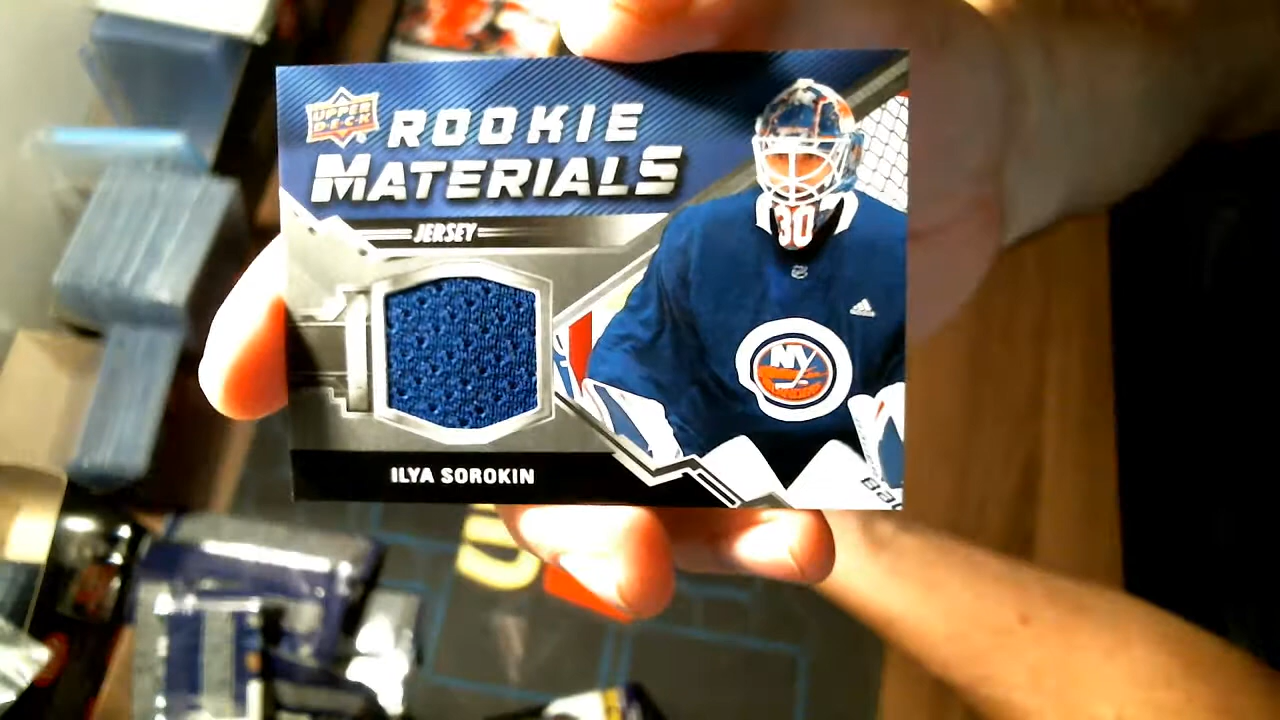 UPPER
DECK
ROOKIE
MATERIALS
JERSEY
30
NY
ILYA SOROKIN